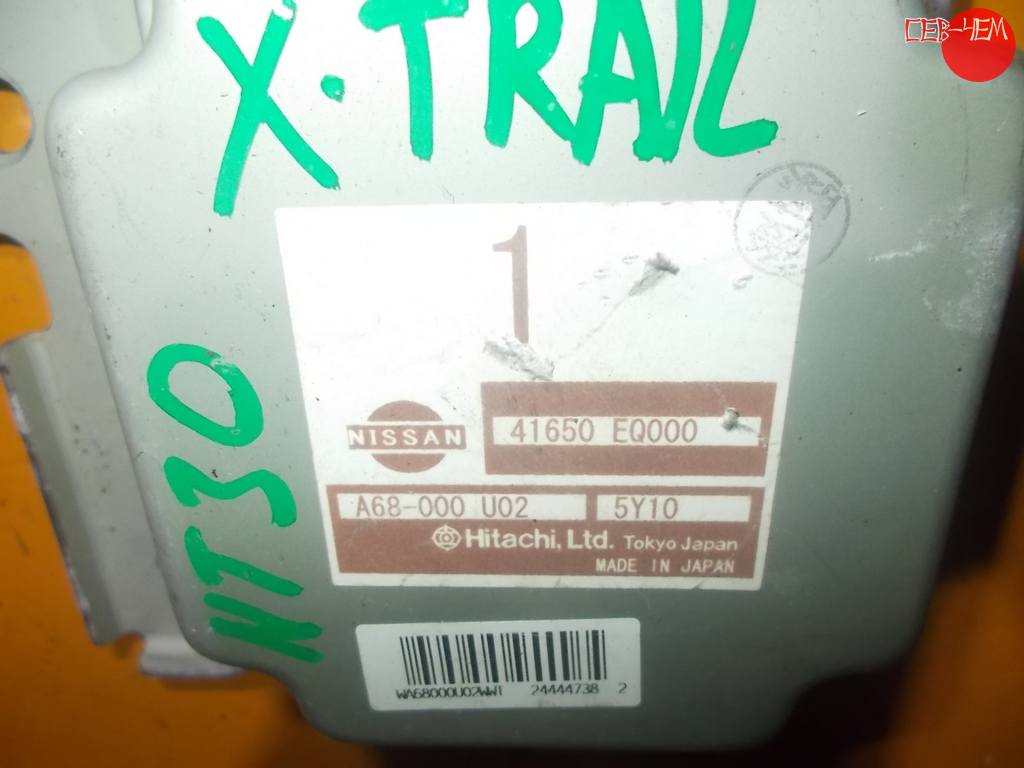 СЕВ-ЧЕМ
X-TRAIL
NT30
1
NISSAN
41650 EQ000
A68-000 U02
5Y10
Hitachi, Ltd. Tokyo Japan
MADE IN JAPAN
WA68000U02WWT 24444738 2